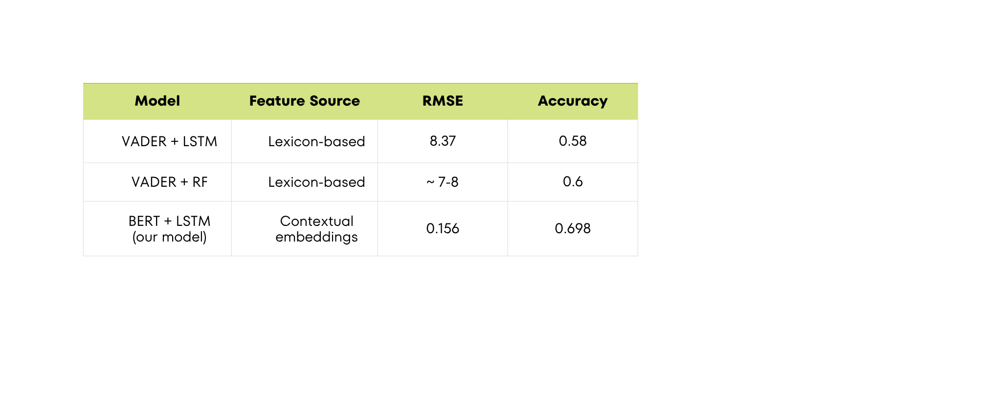 Model Feature Source RMSE Accuracy
VADER + LSTM Lexicon-based 8.37 0.58
VADER + RF Lexicon-based ~ 7-8 0.6
BERT + LSTM
(our model)
Contextual
embeddings
0.156 0.698